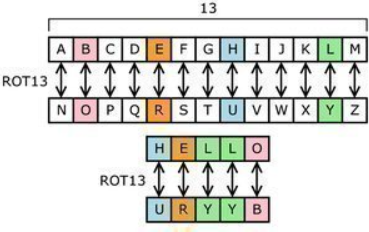 13
A B C D E F G H I J K L M
ROT13
N O P Q R S T U V W X Y Z
H E L L O
ROT13
U R Y Y B